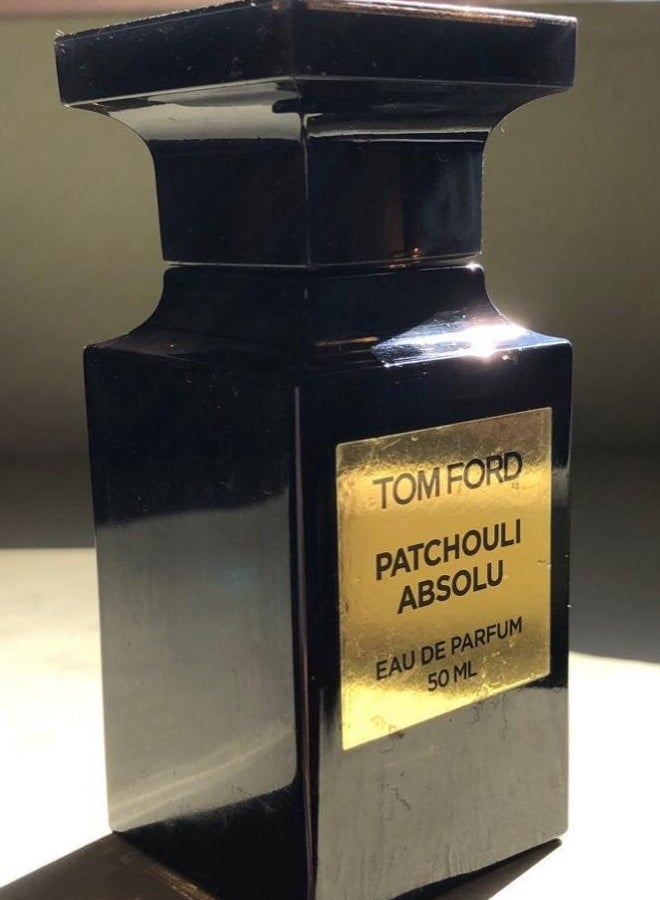 TOM FORD
PATCHOULI
ABSOLU
EAU DE PARFUM
50 ML